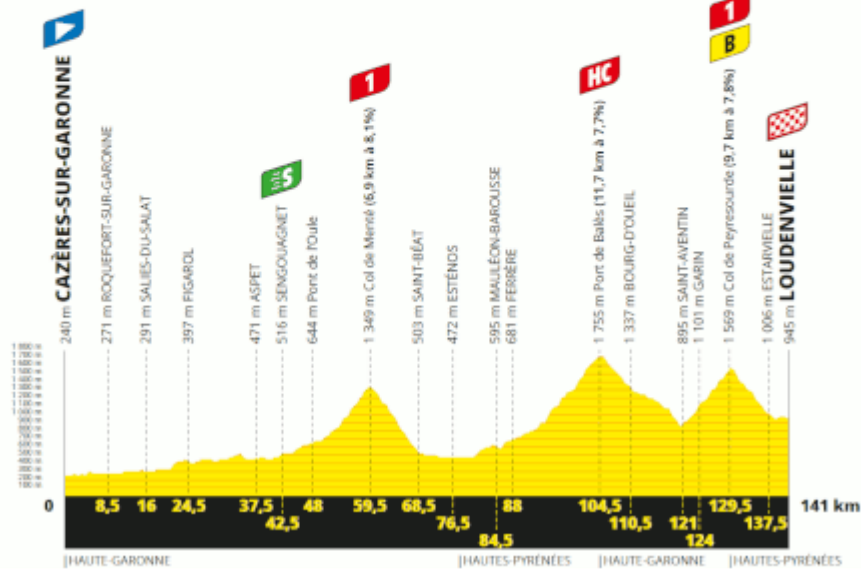 1
B
HC
1
S
240 m CAZÈRES-SUR-GARONNE
271 m ROQUEFORT-SUR-GARONNE
291 m SALIES-DU-SALAT
397 m FIGAROL
471 m ASPET
516 m SENGOUAGNET
644 m Pont de l'Oule
1 349 m Col de Menté (6,9 km à 8,1%)
503 m SAINT-BÉAT
472 m ESTÉNOS
595 m MAULÉON-BAROUSSE
681 m FERRÈRE
1 755 m Port de Balès (11,7 km à 7,7%)
1 337 m BOURG-D'OUEIL
895 m SAINT-AVENTIN
1 101 m GARIN
1 569 m Col de Peyresourde (9,7 km à 7,8%)
1 006 m ESTARVIELLE
945 m LOUDENVIELLE
0 8,5 16 24,5 37,5 48 59,5 68,5 88 104,5 121 129,5 141 km
42,5 76,5 110,5 137,5
84,5 124
HAUTE-GARONNE HAUTES-PYRÉNÉES HAUTE-GARONNE HAUTES-PYRÉNÉES